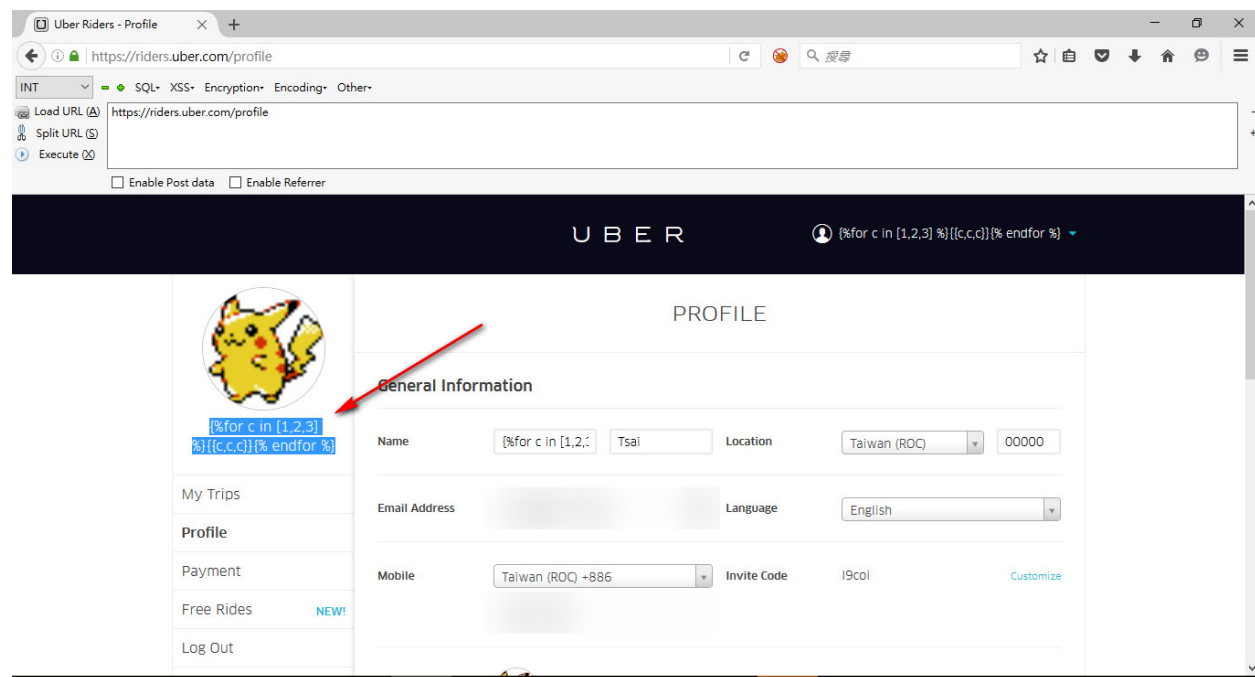 Uber Riders - Profile
https://riders.uber.com/profile
搜尋
INT SQL- XSS- Encryption- Encoding- Other-
Load URL (A) https://riders.uber.com/profile
Split URL (S)
Execute (X)
Enable Post data Enable Referrer
UBER {%for c in [1,2,3] %}{{c,c,c}}{% endfor %}
{%for c in [1,2,3]
%}{{c,c,c}}{% endfor %}
My Trips
Profile
Payment
Free Rides NEW!
Log Out
PROFILE
General Information
Name {%for c in [1,2,3 Tsai Location Taiwan (ROC) 00000
Email Address Language English
Mobile Taiwan (ROC) +886 Invite Code l9coi Customize